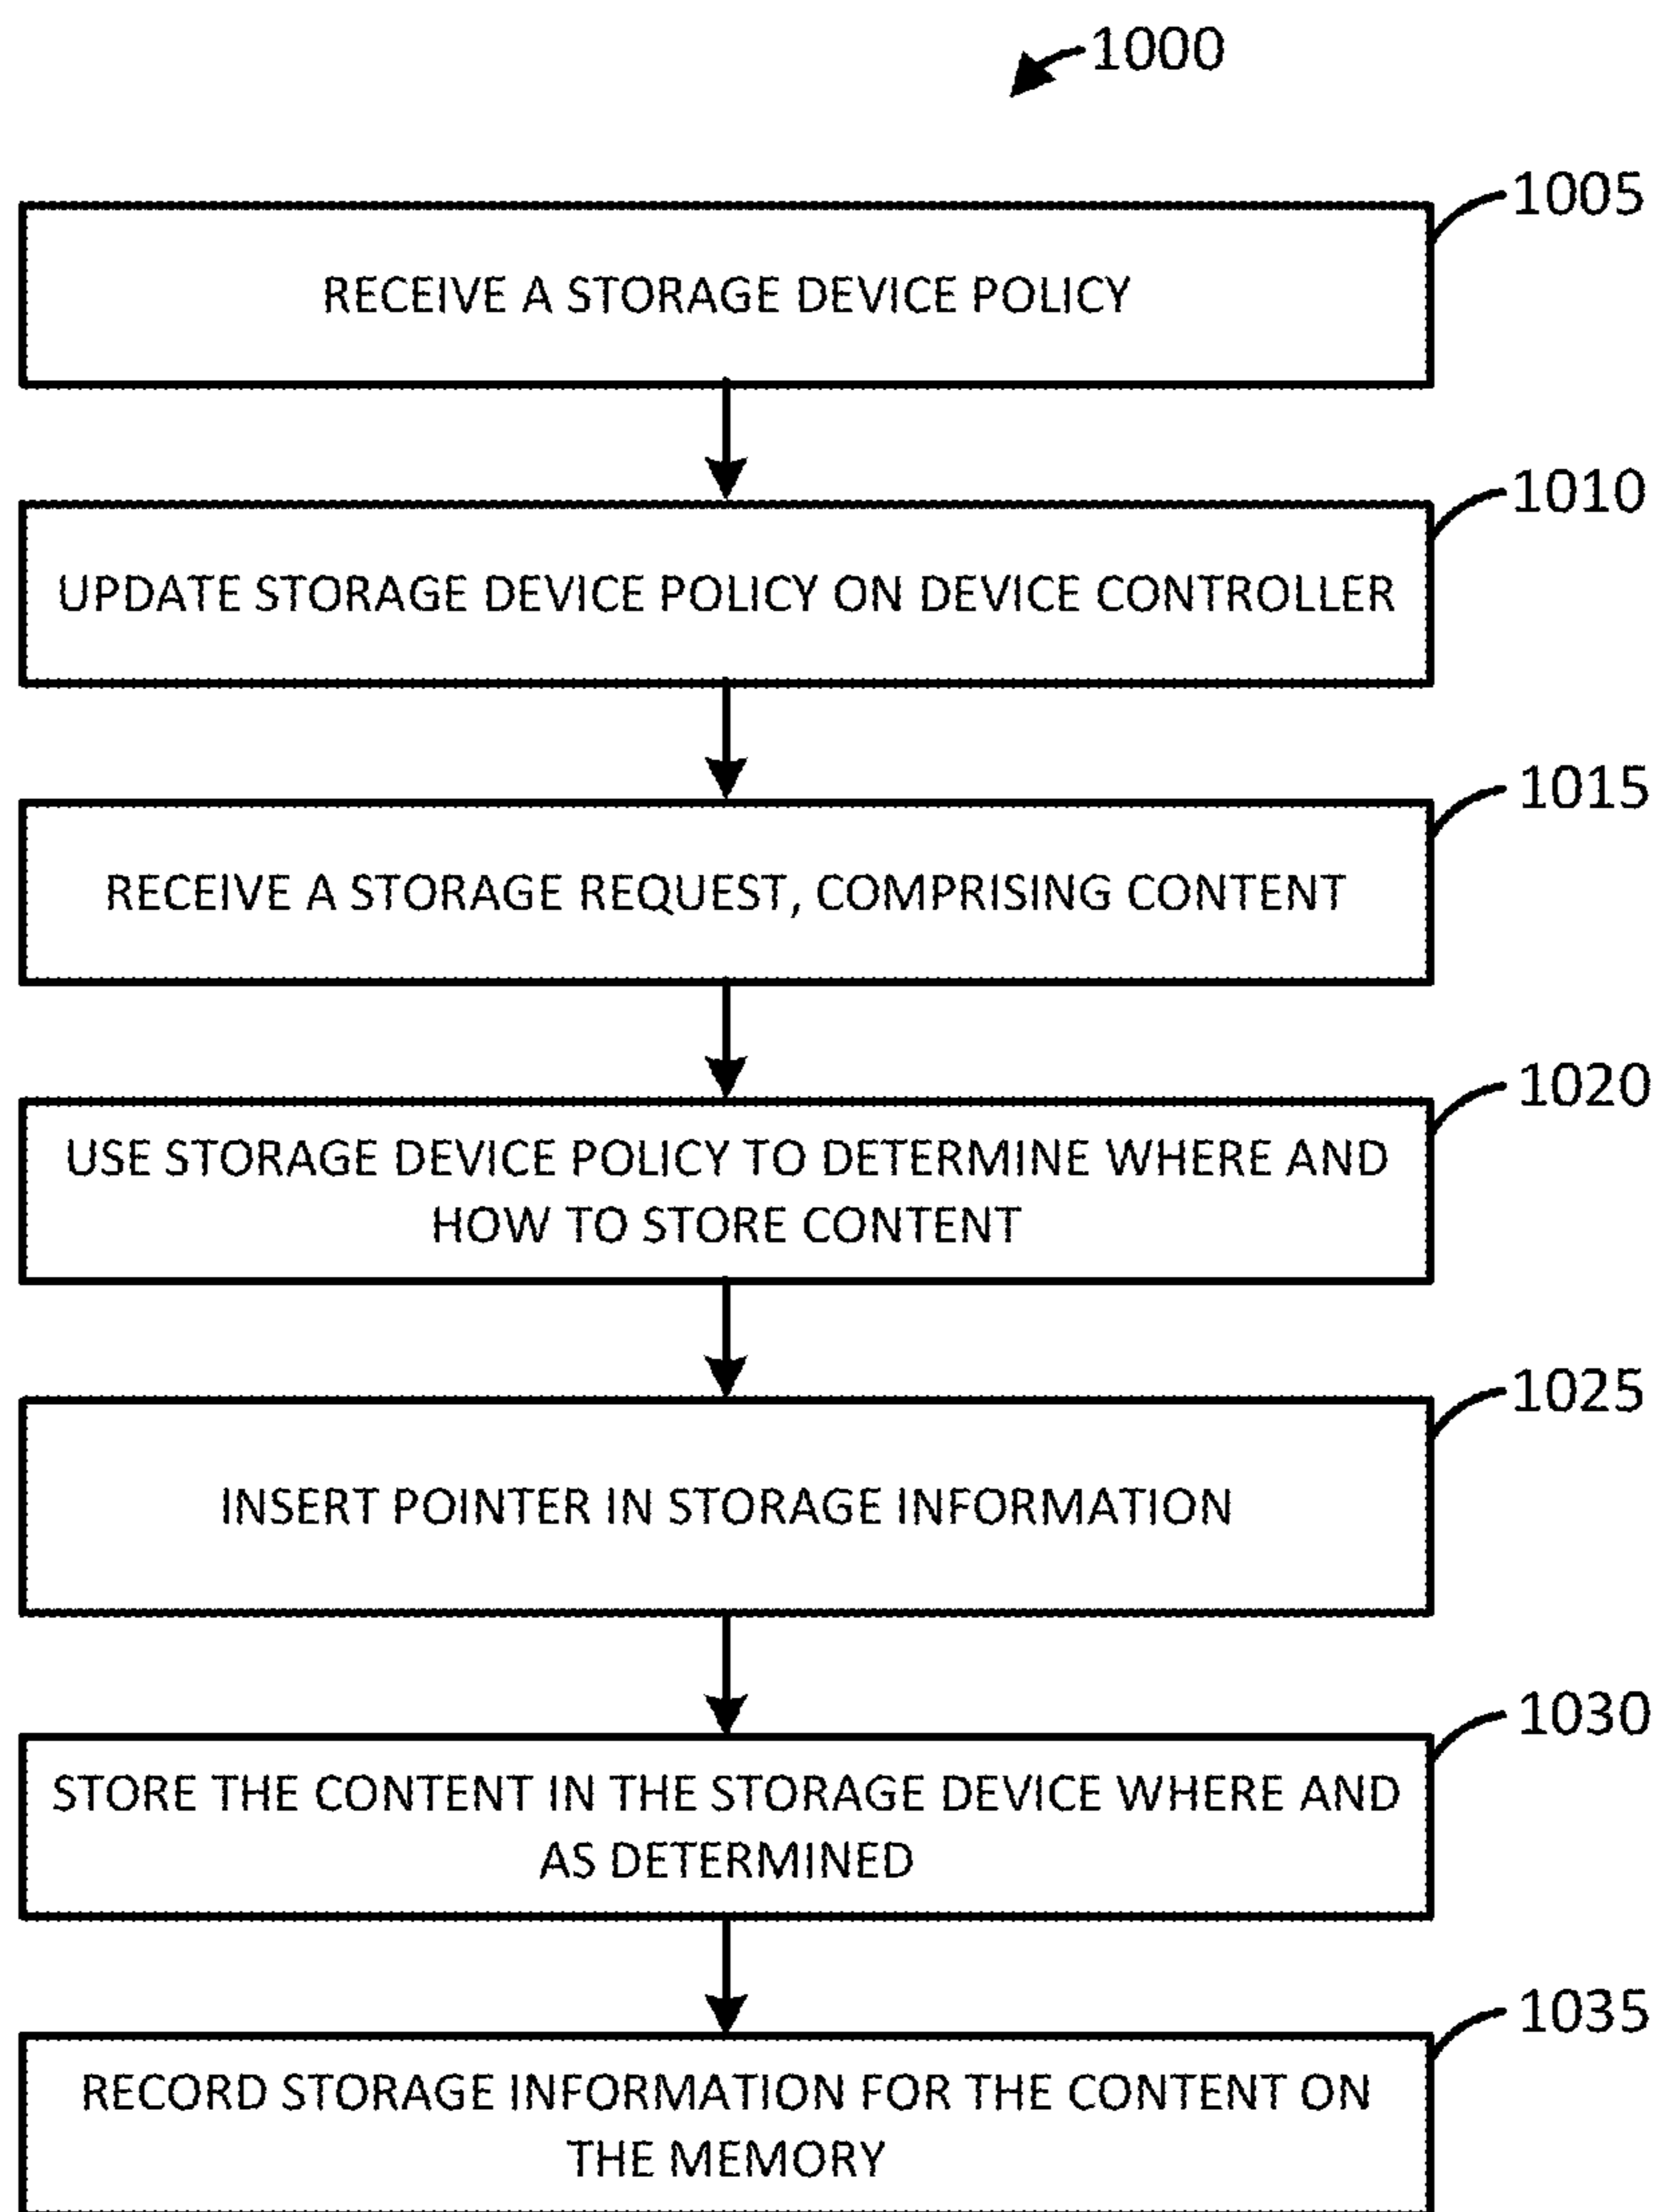 1000
1005
RECEIVE A STORAGE DEVICE POLICY
1010
UPDATE STORAGE DEVICE POLICY ON DEVICE CONTROLLER
1015
RECEIVE A STORAGE REQUEST, COMPRISING CONTENT
1020
USE STORAGE DEVICE POLICY TO DETERMINE WHERE AND
HOW TO STORE CONTENT
1025
INSERT POINTER IN STORAGE INFORMATION
1030
STORE THE CONTENT IN THE STORAGE DEVICE WHERE AND
AS DETERMINED
1035
RECORD STORAGE INFORMATION FOR THE CONTENT ON
THE MEMORY